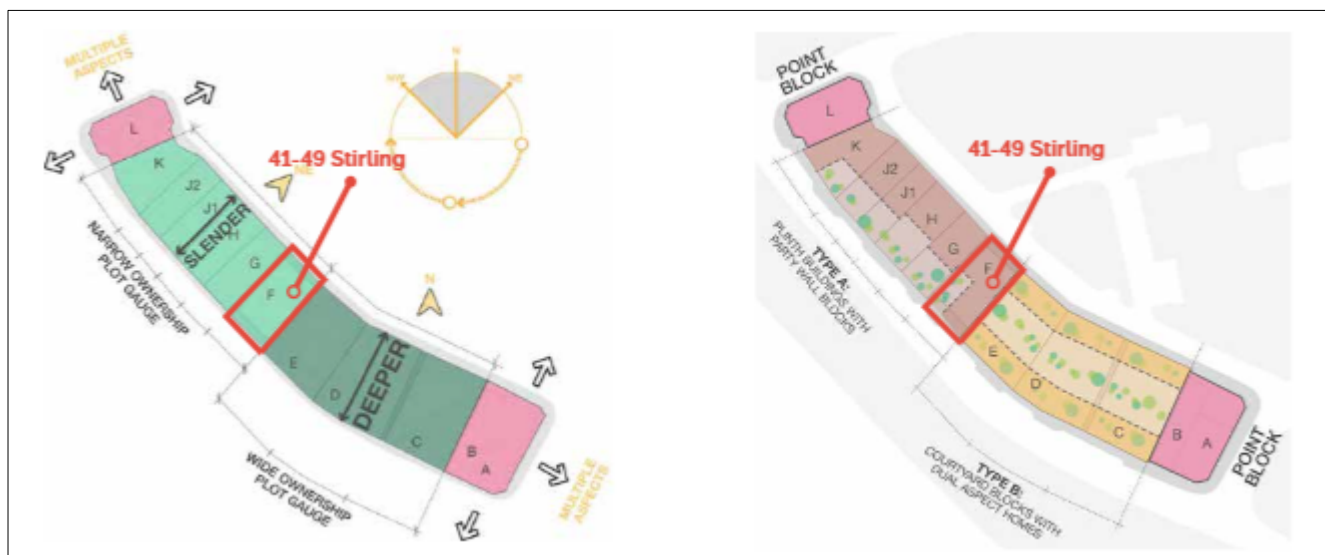 MULTIPLE
ASPECTS
L
K
J2
J1
H
G
F
E
D
C
B
A
SLENDER
DEEPER
NARROW OWNERSHIP
PLOT GAUGE
WIDE OWNERSHIP
PLOT GAUGE
41-49 Stirling
NE
N
N
NW
NE
MULTIPLE
ASPECTS
POINT
BLOCK
L
K
J2
J1
H
G
F
E
D
C
B
A
41-49 Stirling
TYPE A:
PLINTH BUILDINGS WITH
PARTY WALL BLOCKS
TYPE B:
COURTYARD BLOCKS WITH
DUAL ASPECT HOMES
POINT
BLOCK